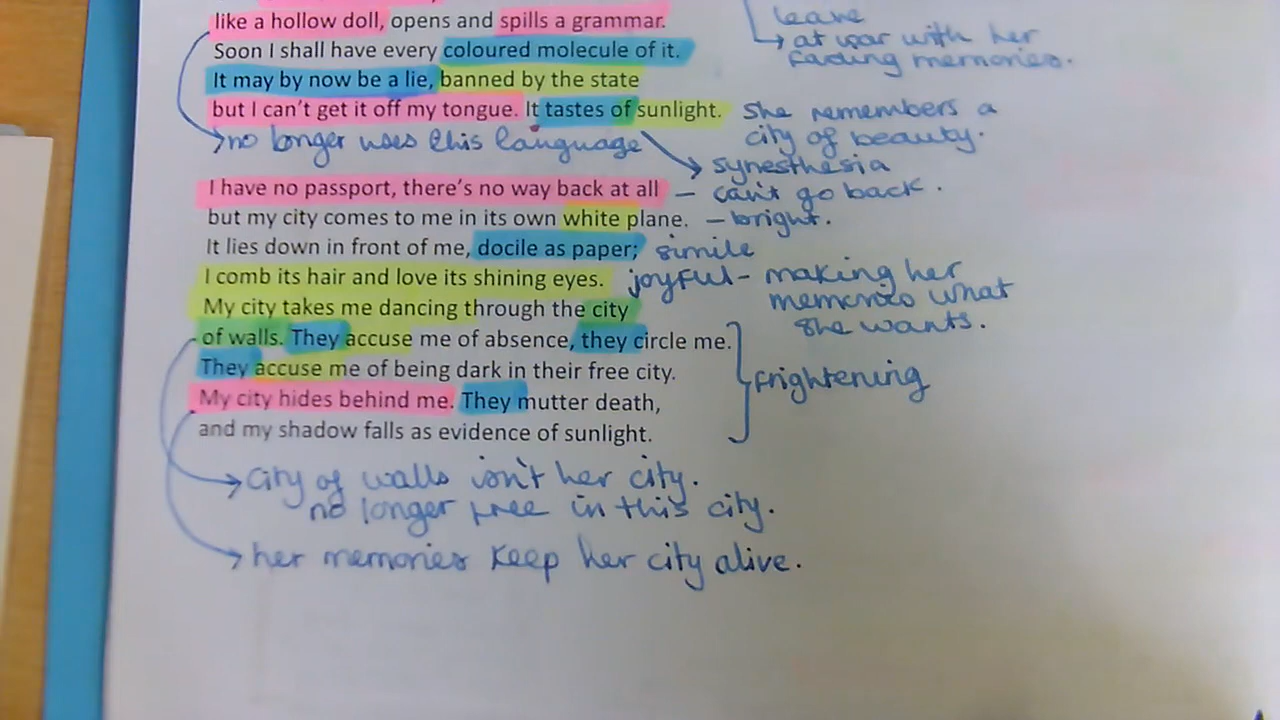 like a hollow doll, opens and spills a grammar.
Soon I shall have every coloured molecule of it.
It may by now be a lie, banned by the state
but I can't get it off my tongue. It tastes of sunlight.
leave
at war with her
fading memories.
She remembers a
city of beauty.
no longer uses this language
synesthesia
I have no passport, there's no way back at all – can't go back.
but my city comes to me in its own white plane. – bright.
It lies down in front of me, docile as paper; simile
I comb its hair and love its shining eyes. joyful – making her
memories what
she wants.
My city takes me dancing through the city
of walls. They accuse me of absence, they circle me.
They accuse me of being dark in their free city.
frightening
My city hides behind me. They mutter death,
and my shadow falls as evidence of sunlight.
city of walls isn't her city.
no longer free in this city.
her memories keep her city alive.